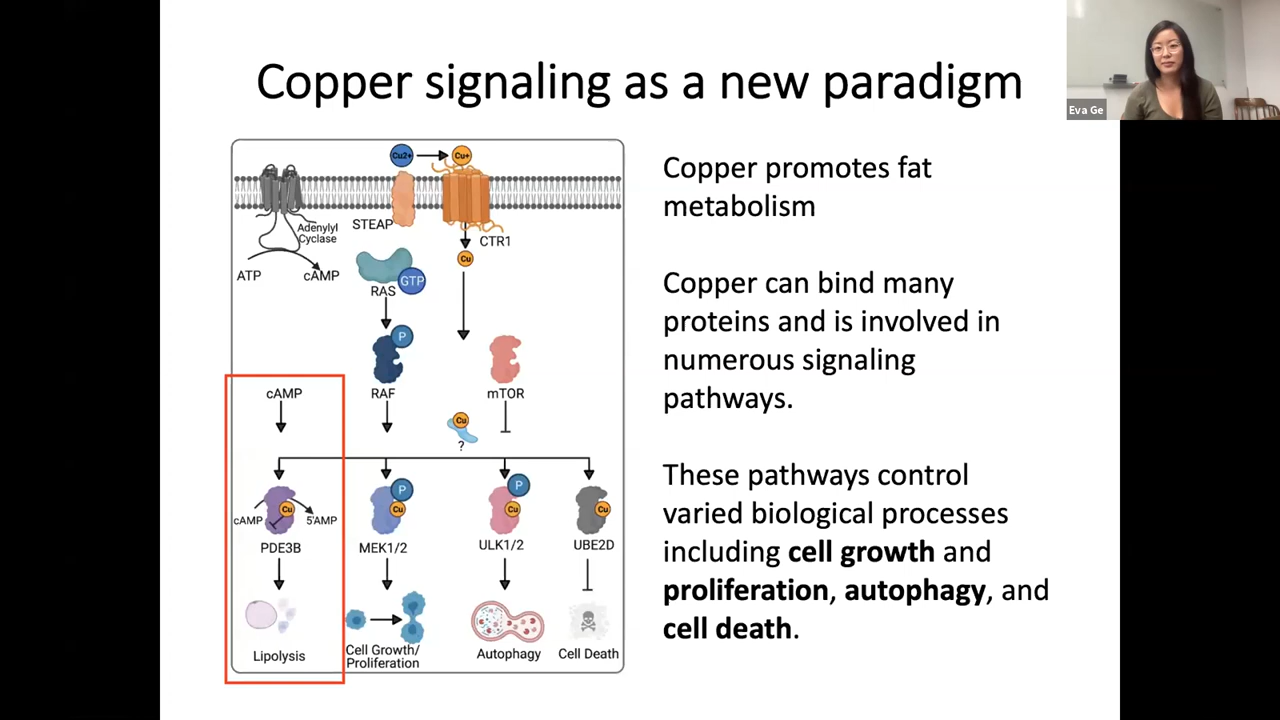 Copper signaling as a new paradigm
Eva Ge
Cu2+
Cu+
STEAP
CTR1
Adenylyl
Cyclase
ATP
cAMP
Cu
RAS
GTP
P
RAF
mTOR
cAMP
Cu
?
cAMP
Cu
5'AMP
PDE3B
P
Cu
MEK1/2
P
Cu
ULK1/2
Cu
UBE2D
Lipolysis
Cell Growth/
Proliferation
Autophagy
Cell Death
Copper promotes fat
metabolism
Copper can bind many
proteins and is involved in
numerous signaling
pathways.
These pathways control
varied biological processes
including cell growth and
proliferation, autophagy, and
cell death.